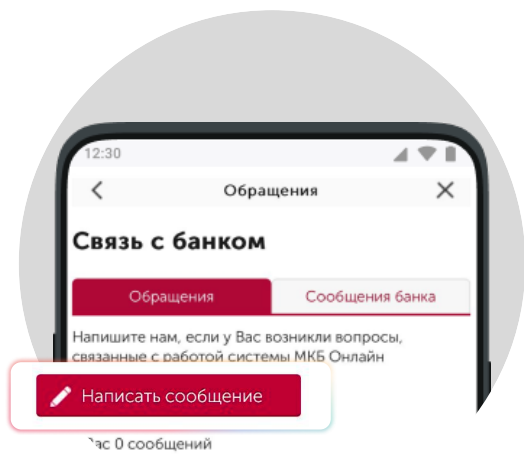 12:30
Обращения
Связь с банком
Обращения
Сообщения банка
Напишите нам, если у Вас возникли вопросы,
связанные с работой системы МКБ Онлайн
Написать сообщение
0 сообщений